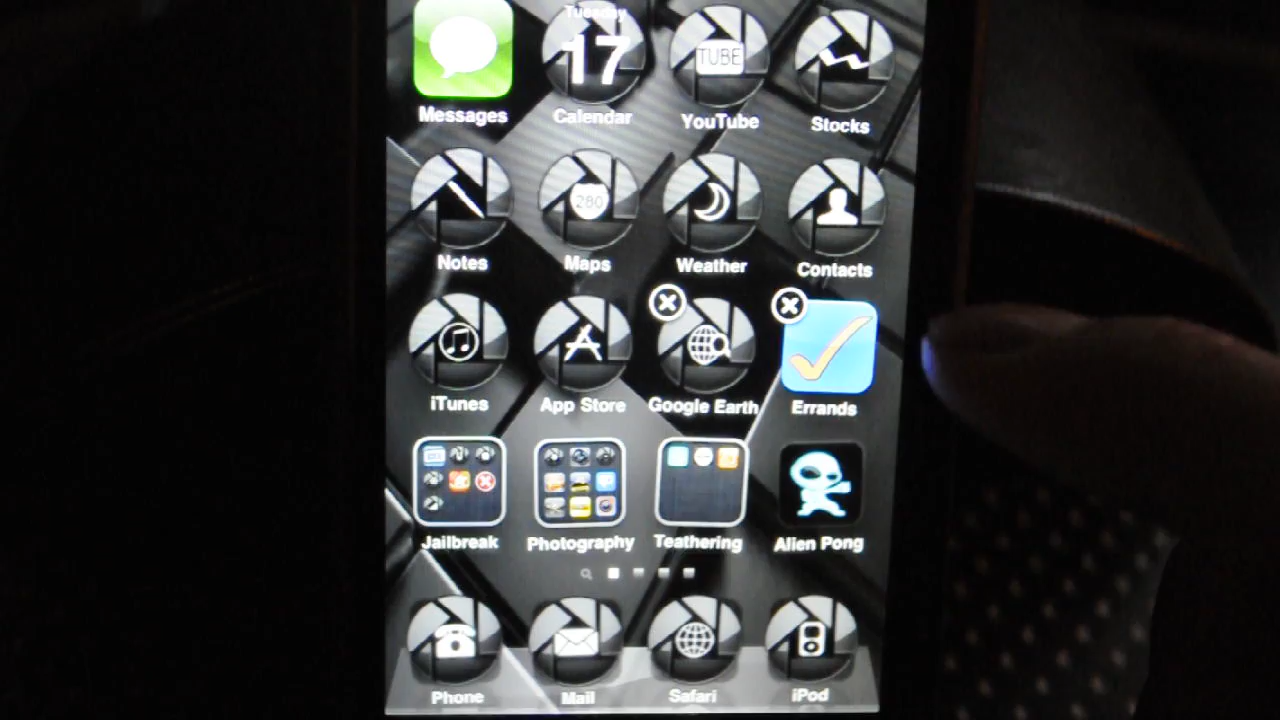 Tuesday
17
TUBE
Messages
Calendar
YouTube
Stocks
280
Notes
Maps
Weather
Contacts
iTunes
App Store
Google Earth
Errands
Jailbreak
Photography
Teathering
Alien Pong
Phone
Mail
Safari
iPod